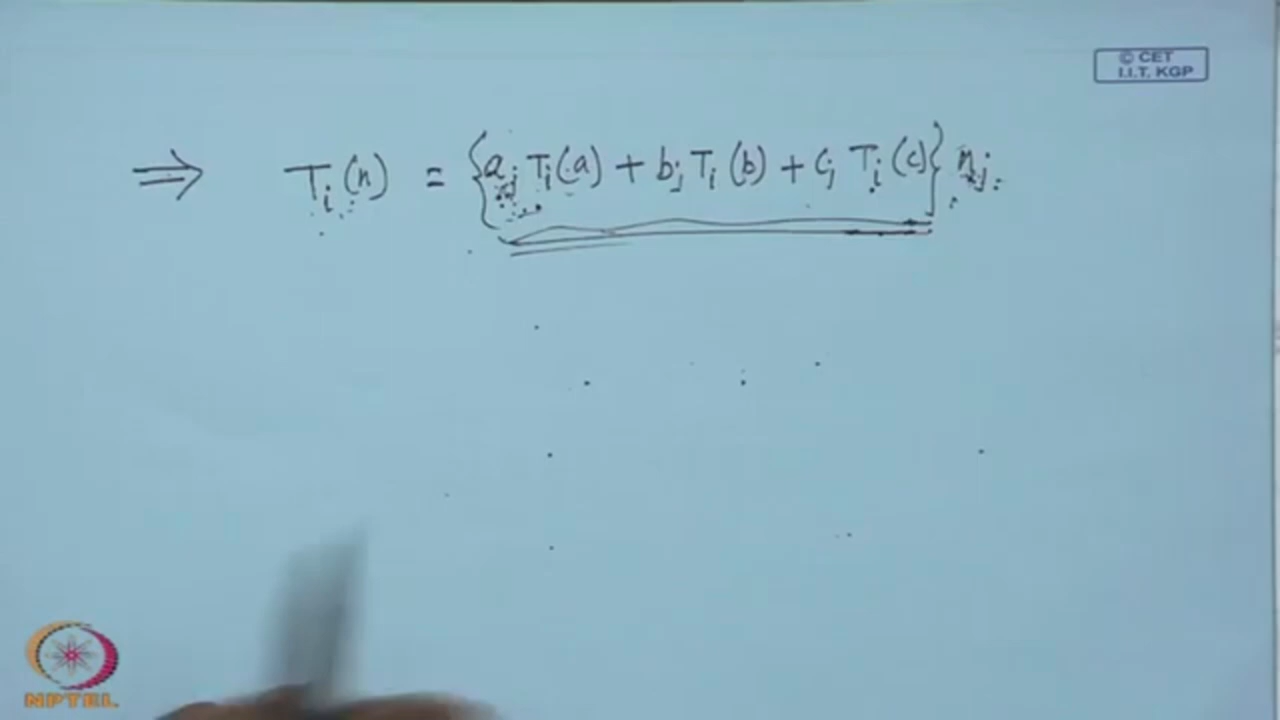 © CET
I.I.T. KGP
⇒ Tᵢ(n) = {aⱼ Tᵢ(a) + bⱼ Tᵢ(b) + cⱼ Tᵢ(c)} nⱼ
NPTEL